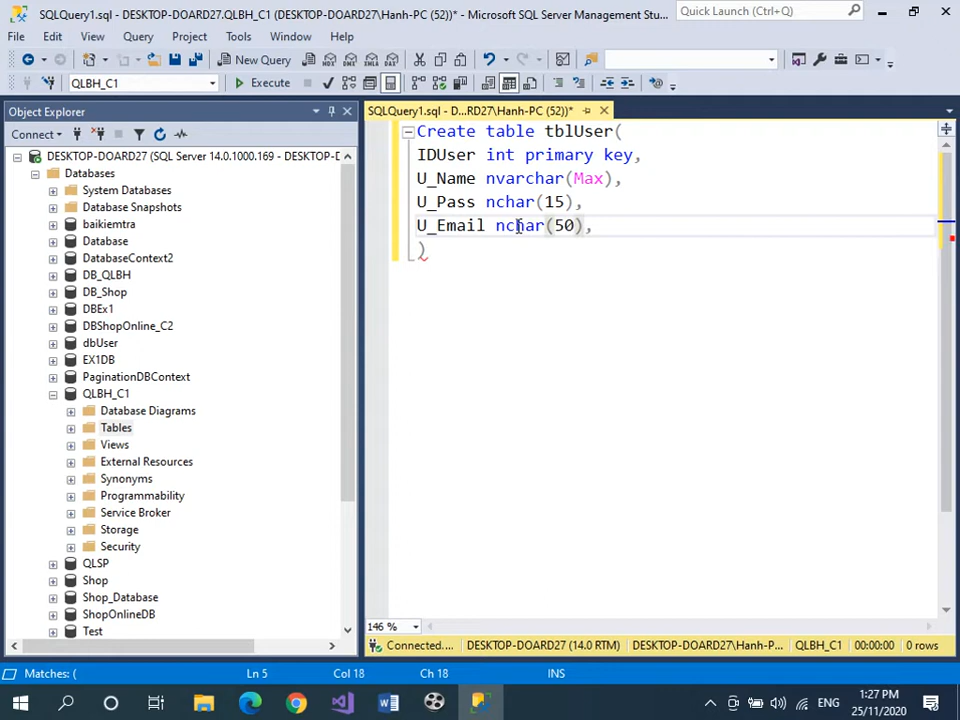 SQLQuery1.sql - DESKTOP-DOARD27.QLBH_C1 (DESKTOP-DOARD27\Hanh-PC (52))* - Microsoft SQL Server Management Stu...
Quick Launch (Ctrl+Q)
File Edit View Query Project Tools Window Help
New Query
QLBH_C1 Execute
Object Explorer
SQLQuery1.sql - D...RD27\Hanh-PC (52))*
Connect
DESKTOP-DOARD27 (SQL Server 14.0.1000.169 - DESKTOP-D
Databases
System Databases
Database Snapshots
baikiemtra
Database
DatabaseContext2
DB_QLBH
DB_Shop
DBEx1
DBShopOnline_C2
dbUser
EX1DB
PaginationDBContext
QLBH_C1
Database Diagrams
Tables
Views
External Resources
Synonyms
Programmability
Service Broker
Storage
Security
QLSP
Shop
Shop_Database
ShopOnlineDB
Test
Create table tblUser(
IDUser int primary key,
U_Name nvarchar(Max),
U_Pass nchar(15),
U_Email nchar(50),
)
146 %
Connected.... DESKTOP-DOARD27 (14.0 RTM) DESKTOP-DOARD27\Hanh-P... QLBH_C1 00:00:00 0 rows
Matches: ( Ln 5 Col 18 Ch 18 INS
ENG
1:27 PM
25/11/2020